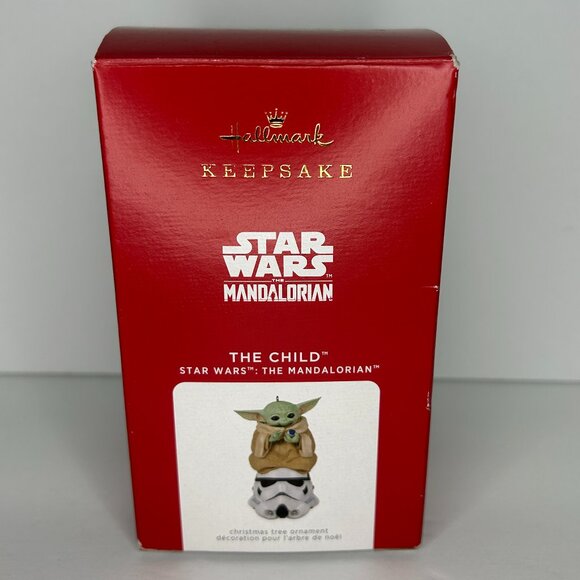 Hallmark
KEEPSAKE
STAR
WARS™
THE
MANDALORIAN
THE CHILD™
STAR WARS™: THE MANDALORIAN™
christmas tree ornament
décoration pour l'arbre de noël